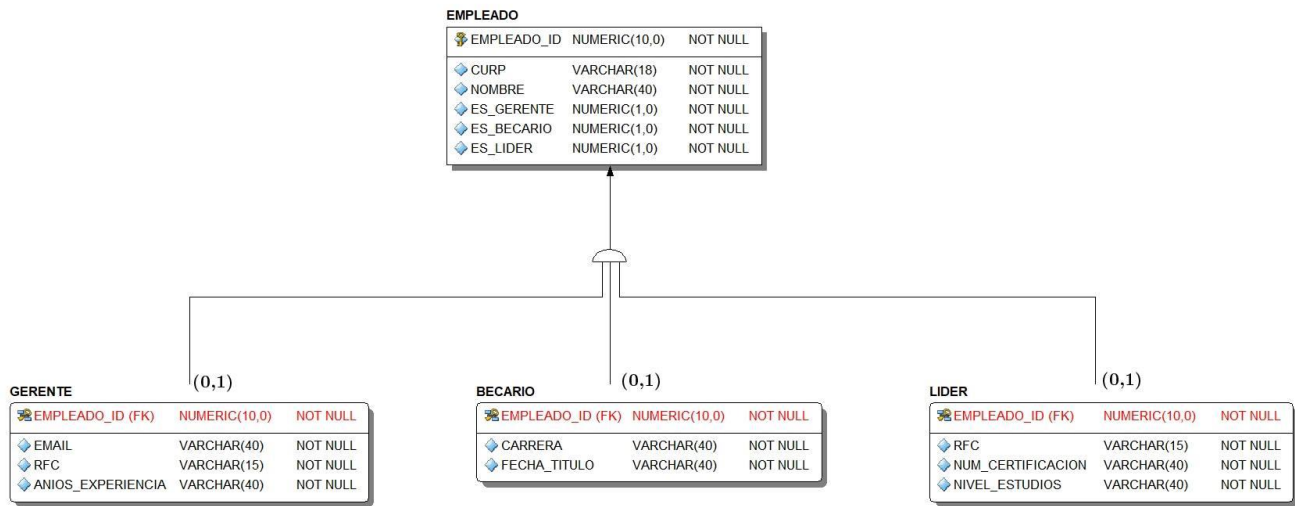 EMPLEADO
EMPLEADO_ID NUMERIC(10,0) NOT NULL
CURP VARCHAR(18) NOT NULL
NOMBRE VARCHAR(40) NOT NULL
ES_GERENTE NUMERIC(1,0) NOT NULL
ES_BECARIO NUMERIC(1,0) NOT NULL
ES_LIDER NUMERIC(1,0) NOT NULL
(0,1)
GERENTE
EMPLEADO_ID (FK) NUMERIC(10,0) NOT NULL
EMAIL VARCHAR(40) NOT NULL
RFC VARCHAR(15) NOT NULL
ANIOS_EXPERIENCIA VARCHAR(40) NOT NULL
(0,1)
BECARIO
EMPLEADO_ID (FK) NUMERIC(10,0) NOT NULL
CARRERA VARCHAR(40) NOT NULL
FECHA_TITULO VARCHAR(40) NOT NULL
(0,1)
LIDER
EMPLEADO_ID (FK) NUMERIC(10,0) NOT NULL
RFC VARCHAR(15) NOT NULL
NUM_CERTIFICACION VARCHAR(40) NOT NULL
NIVEL_ESTUDIOS VARCHAR(40) NOT NULL